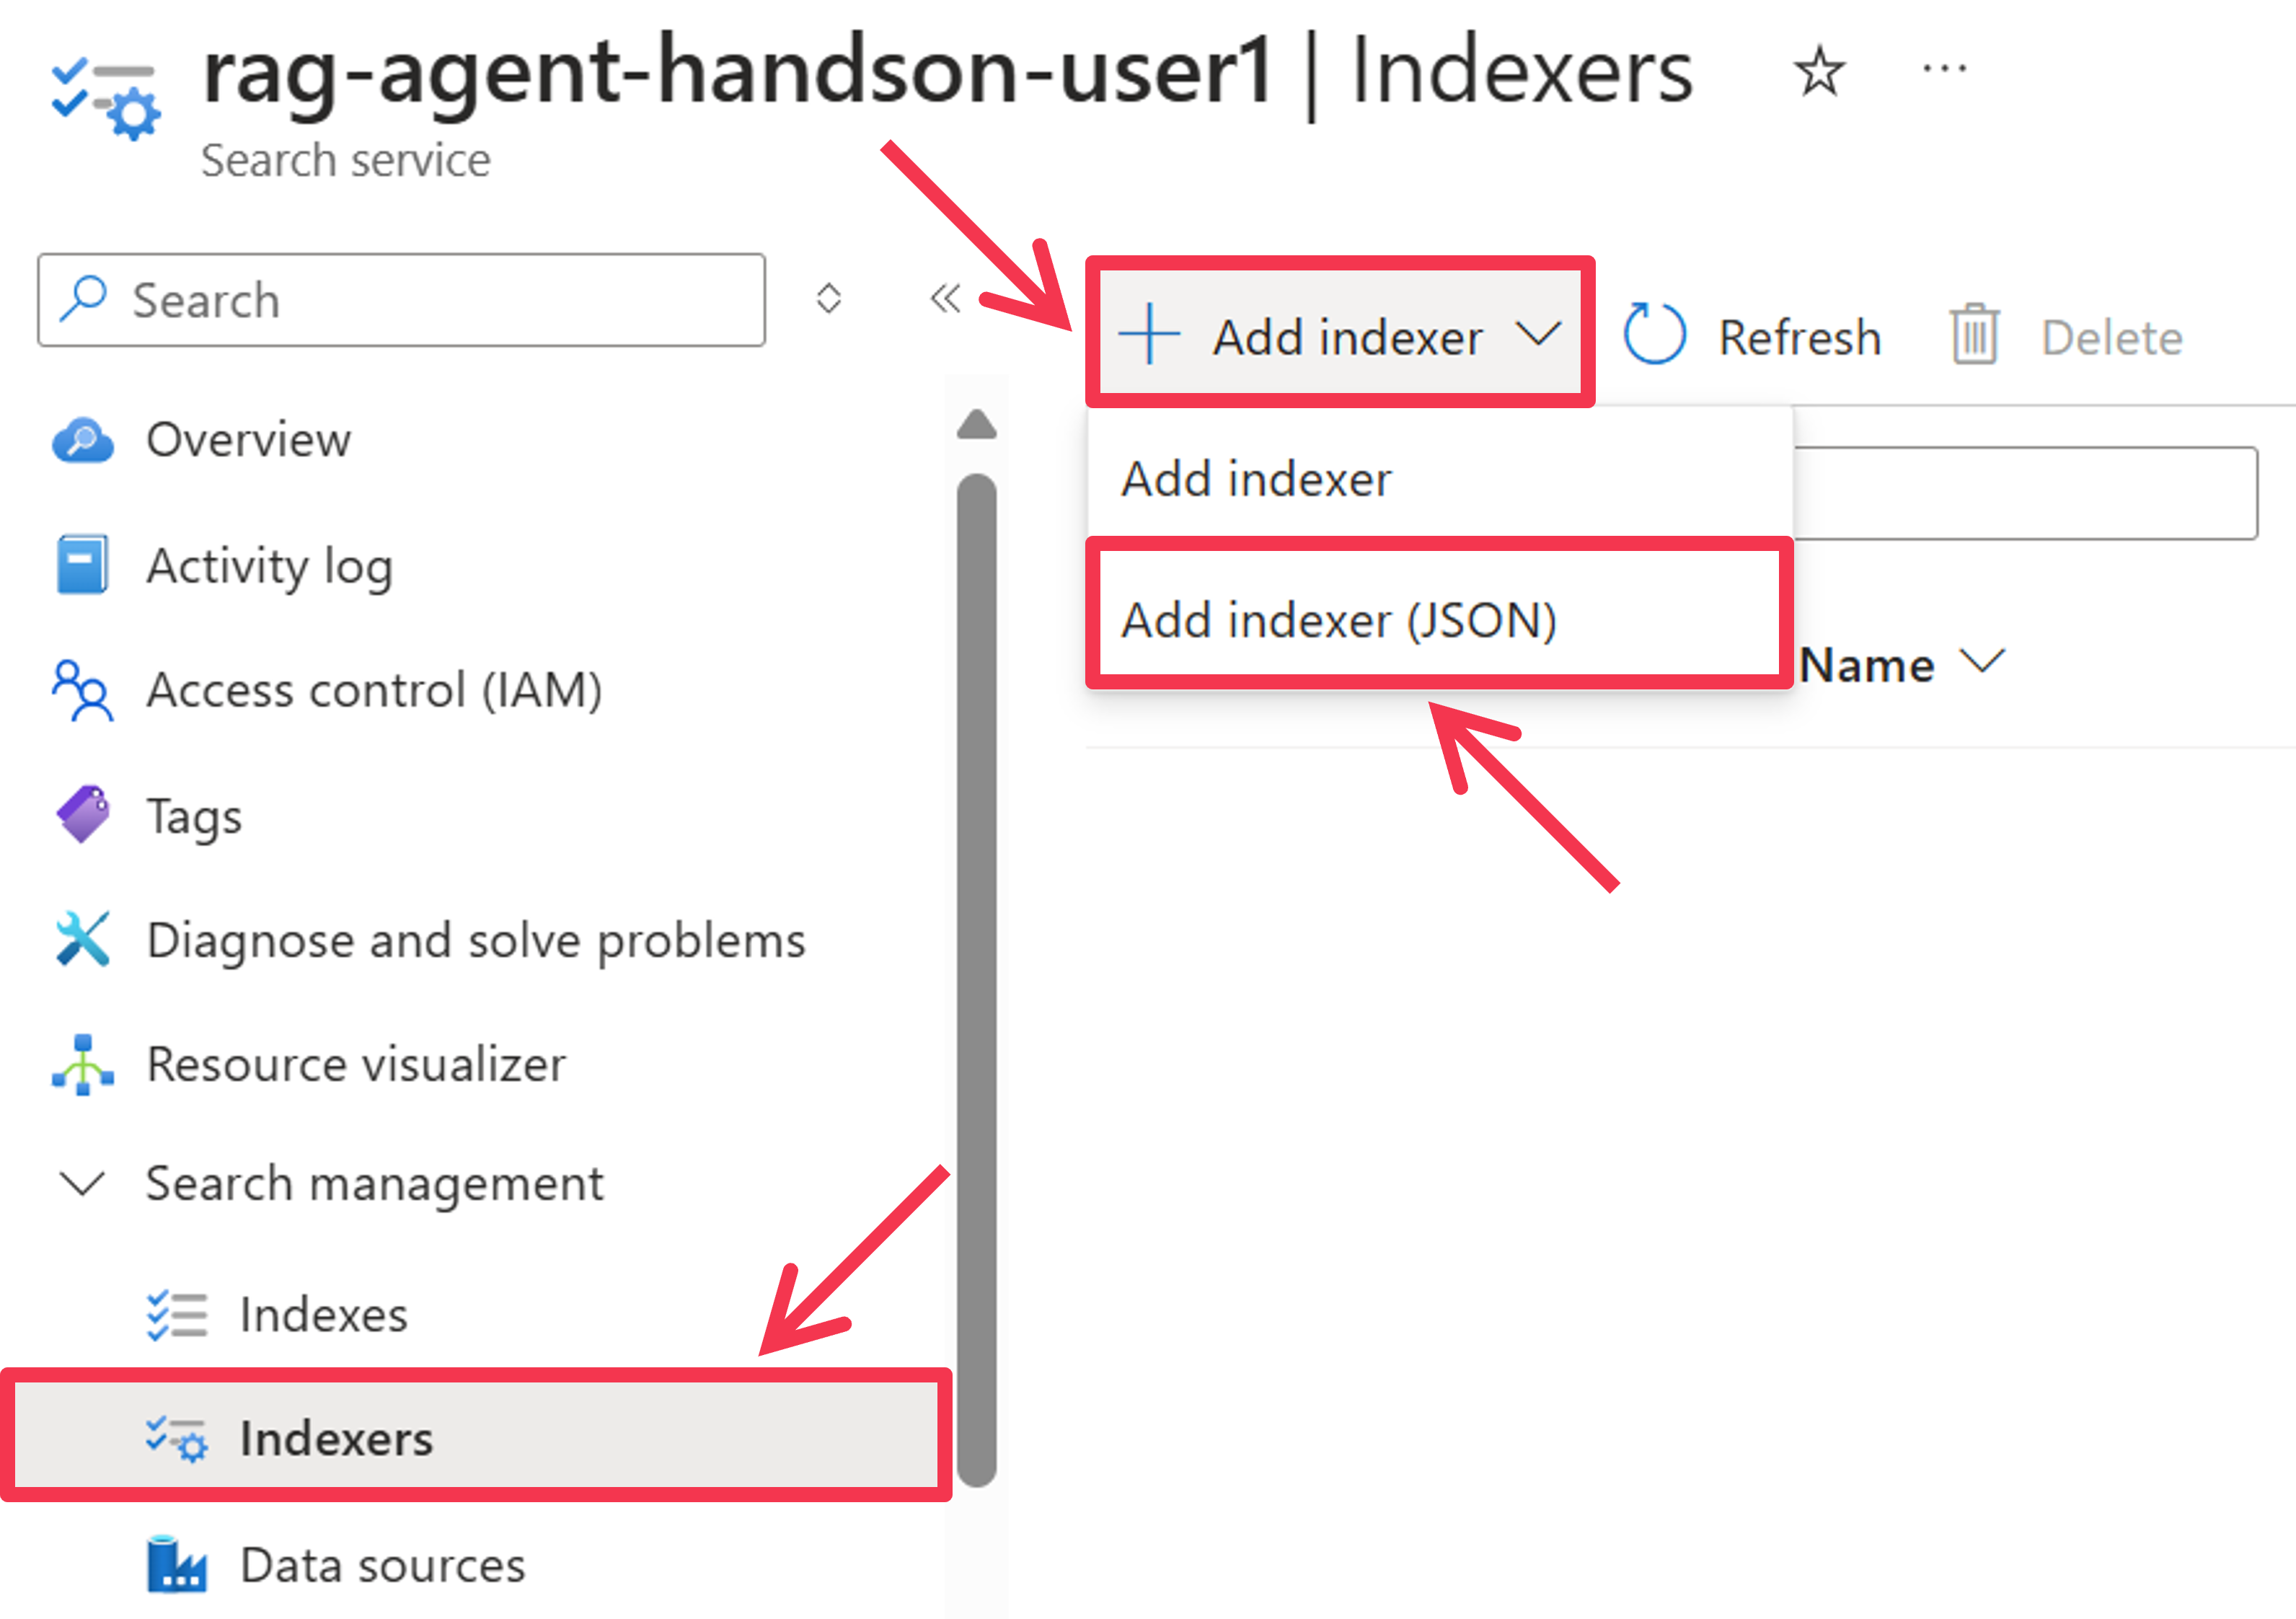 rag-agent-handson-user1 | Indexers
Search service
Search
Add indexer
Refresh
Delete
Overview
Add indexer
Activity log
Add indexer (JSON)
Name
Access control (IAM)
Tags
Diagnose and solve problems
Resource visualizer
Search management
Indexes
Indexers
Data sources